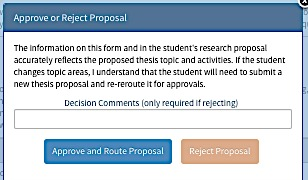 Approve or Reject Proposal
The information on this form and in the student's research proposal
accurately reflects the proposed thesis topic and activities. If the student
changes topic areas, I understand that the student will need to submit a
new thesis proposal and re-reroute it for approvals.
Decision Comments (only required if rejecting)
Approve and Route Proposal
Reject Proposal